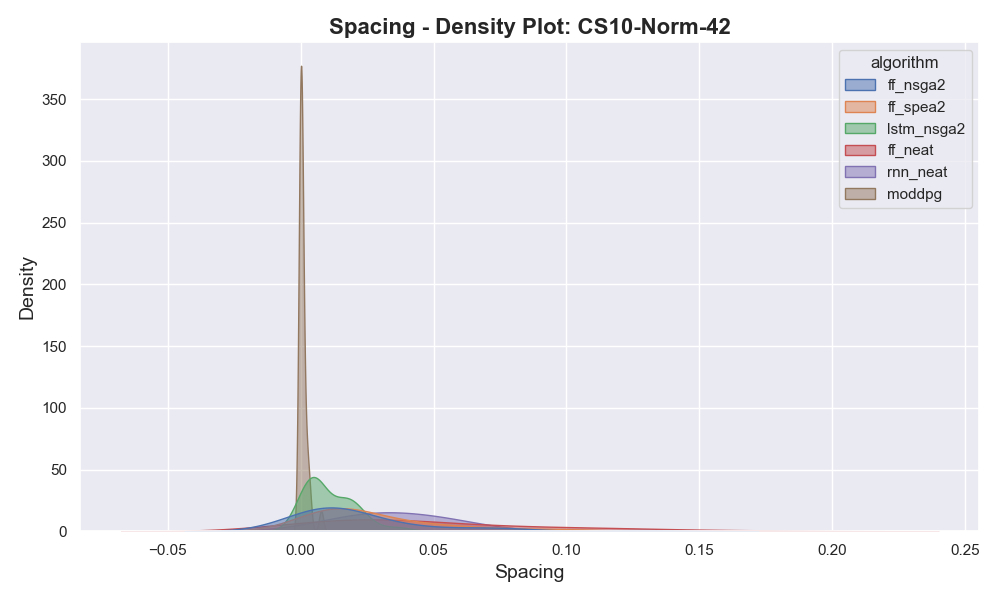 Spacing - Density Plot: CS10-Norm-42
algorithm
ff_nsga2
ff_spea2
lstm_nsga2
ff_neat
rnn_neat
moddpg
Density
350
300
250
200
150
100
50
0
−0.05
0.00
0.05
0.10
0.15
0.20
0.25
Spacing